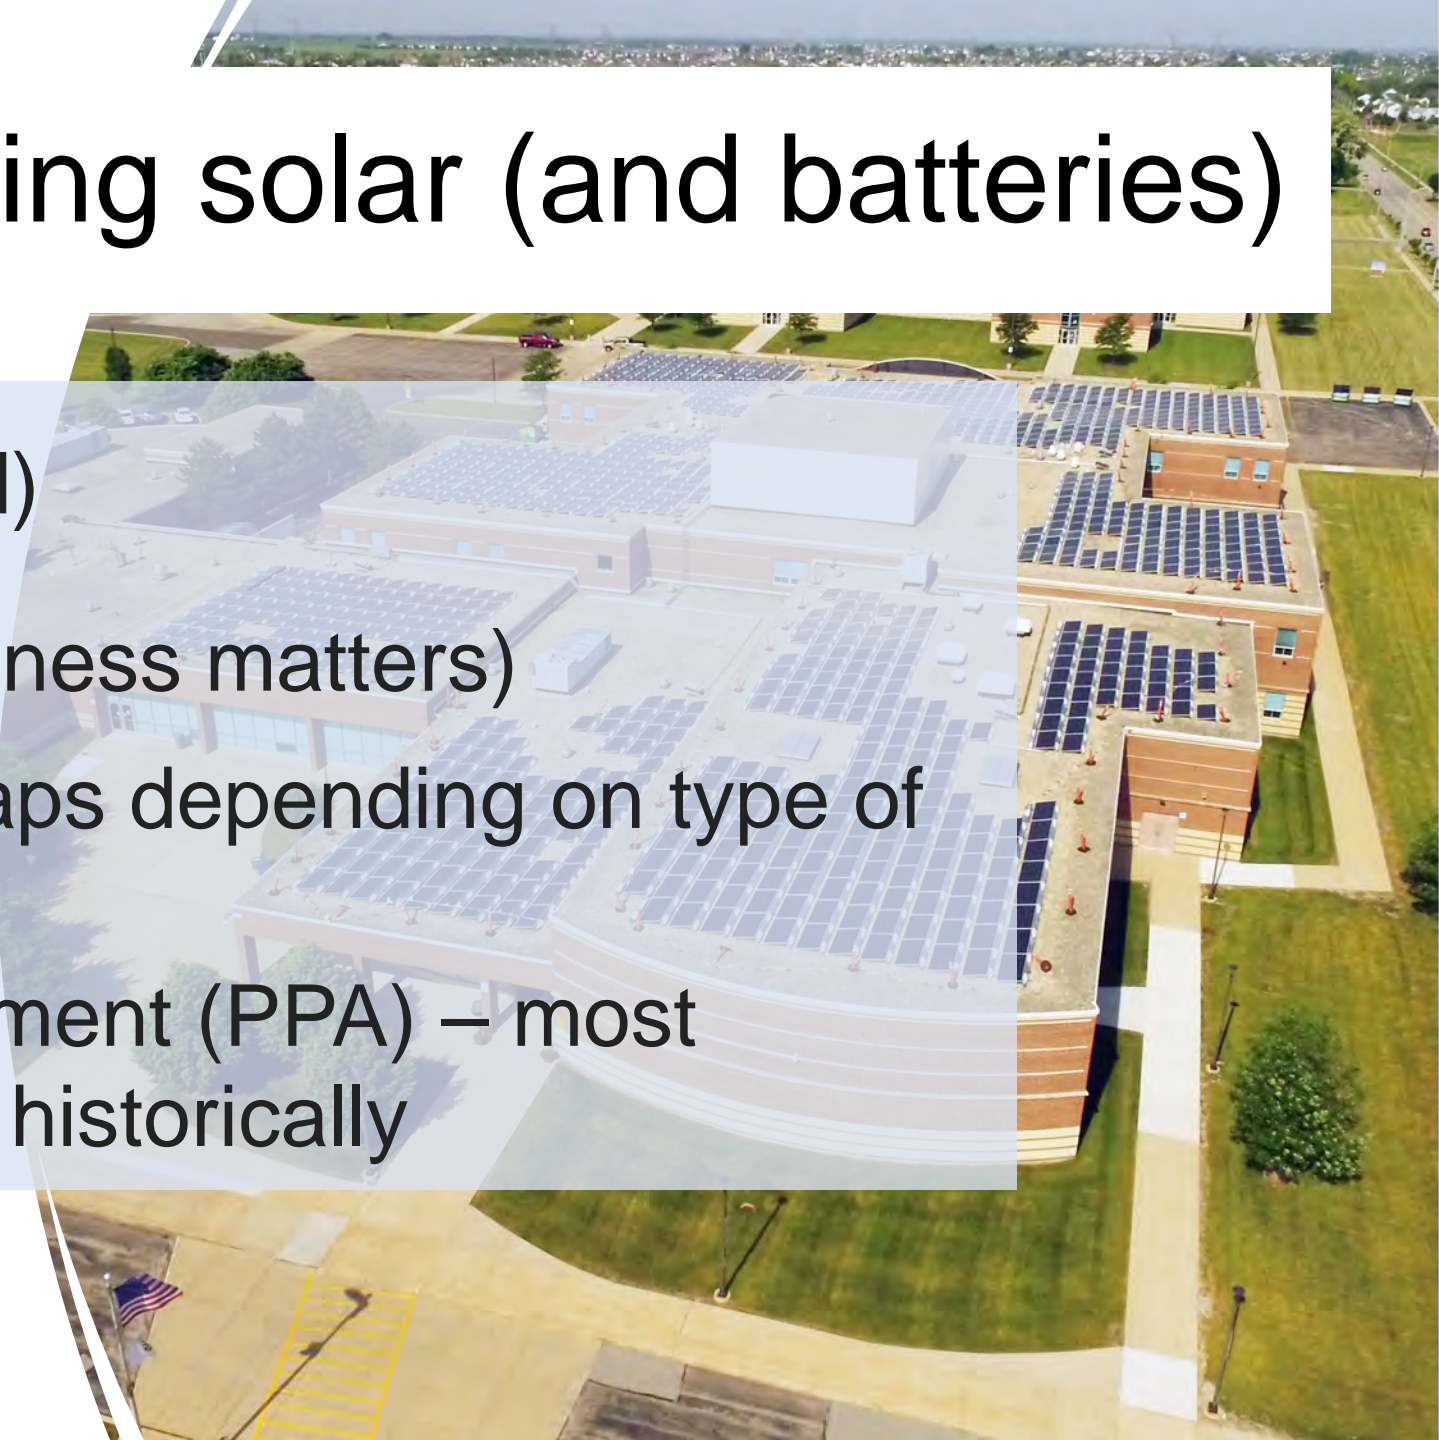 ing solar (and batteries)
l)
ness matters)
aps depending on type of
ment (PPA) – most
historically